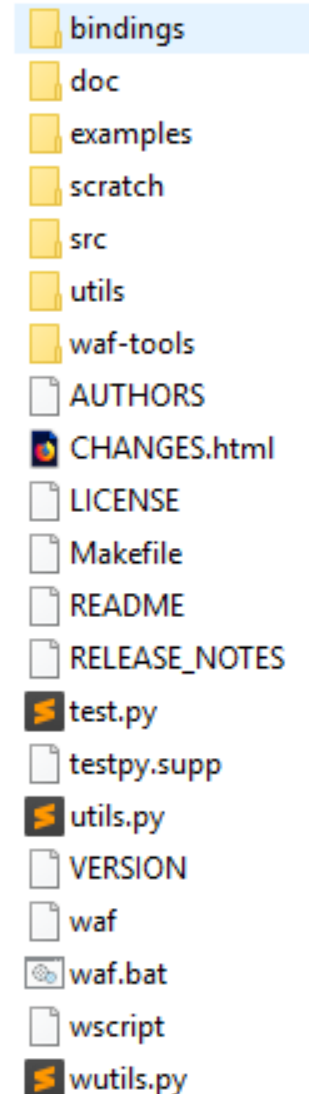 bindings
doc
examples
scratch
src
utils
waf-tools
AUTHORS
CHANGES.html
LICENSE
Makefile
README
RELEASE_NOTES
test.py
testpy.supp
utils.py
VERSION
waf
waf.bat
wscript
wutils.py